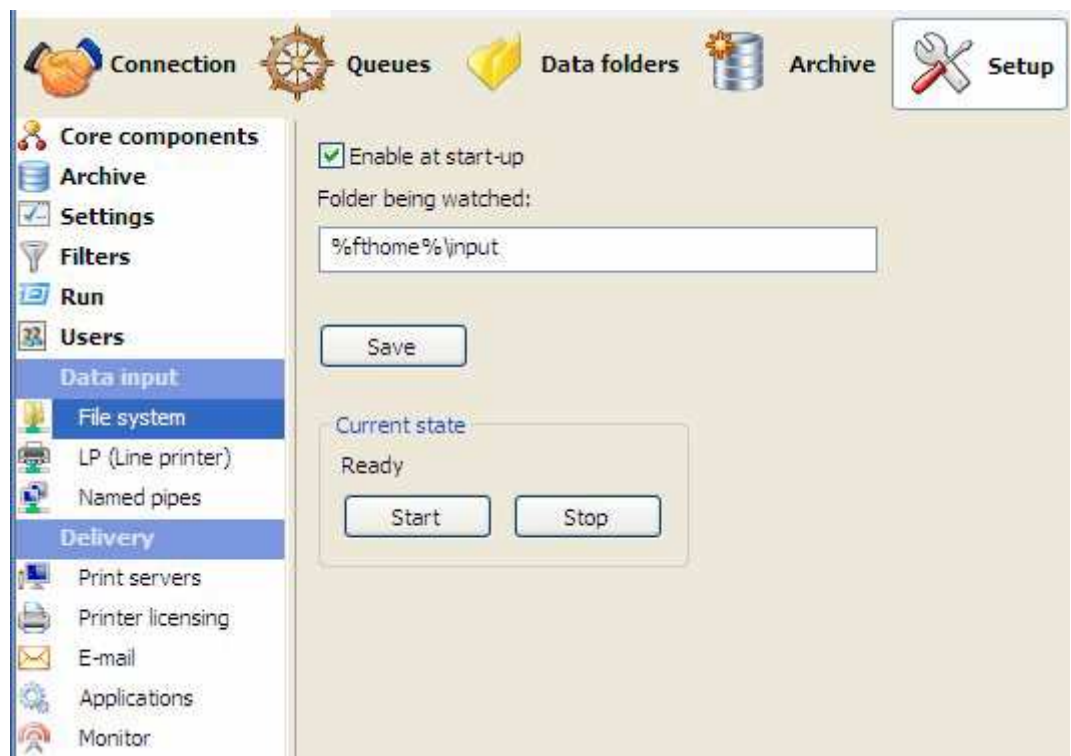 Connection
Queues
Data folders
Archive
Setup
Core components
Archive
Settings
Filters
Run
Users
Data input
File system
LP (Line printer)
Named pipes
Delivery
Print servers
Printer licensing
E-mail
Applications
Monitor
Enable at start-up
Folder being watched:
%fthome%\input
Save
Current state
Ready
Start
Stop